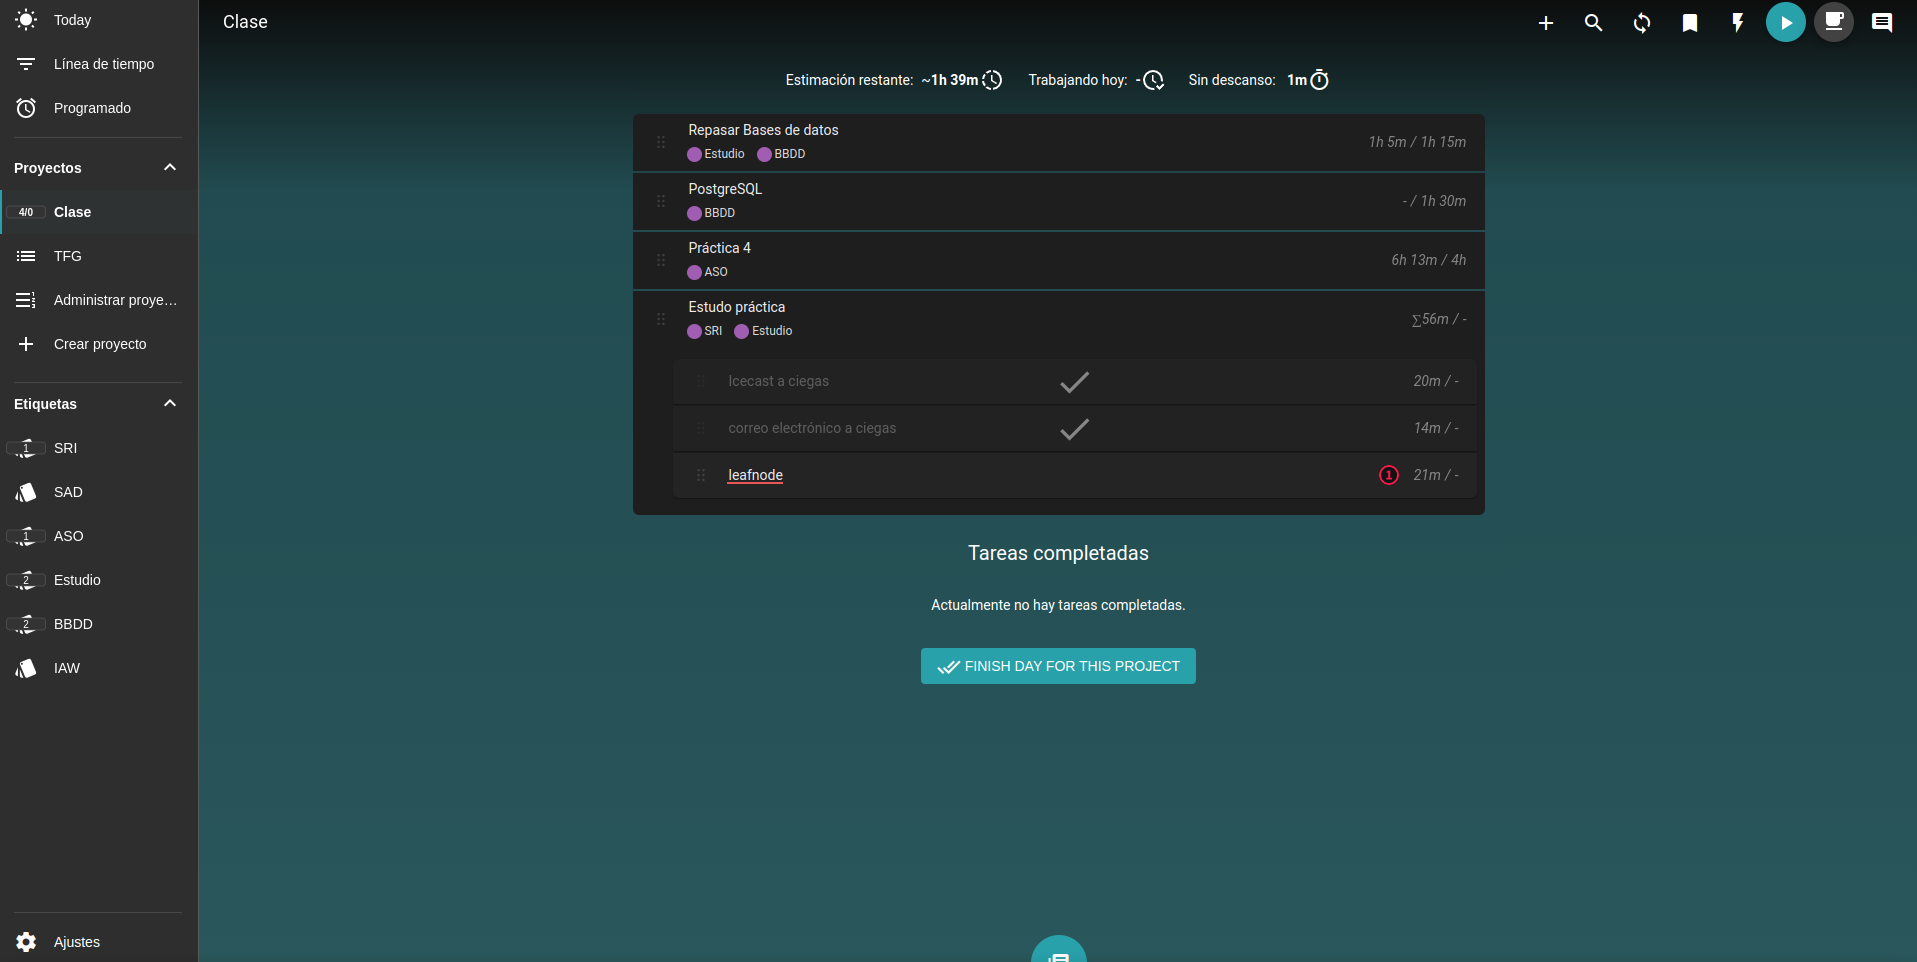 Today
Línea de tiempo
Programado
Proyectos
4/0 Clase
TFG
Administrar proye...
Crear proyecto
Etiquetas
1 SRI
SAD
1 ASO
2 Estudio
2 BBDD
IAW
Ajustes
Clase
Estimación restante: ~1h 39m Trabajando hoy: - Sin descanso: 1m
Repasar Bases de datos
Estudio BBDD
1h 5m / 1h 15m
PostgreSQL
BBDD
- / 1h 30m
Práctica 4
ASO
6h 13m / 4h
Estudo práctica
SRI Estudio
∑56m / -
Icecast a ciegas 20m / -
correo electrónico a ciegas 14m / -
leafnode 1 21m / -
Tareas completadas
Actualmente no hay tareas completadas.
FINISH DAY FOR THIS PROJECT